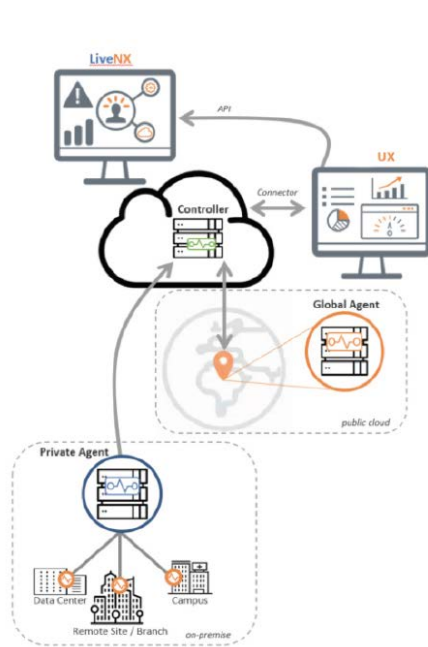 LiveNX
API
UX
Connector
Controller
Global Agent
public cloud
Private Agent
Data Center
Campus
Remote Site / Branch
on-premise